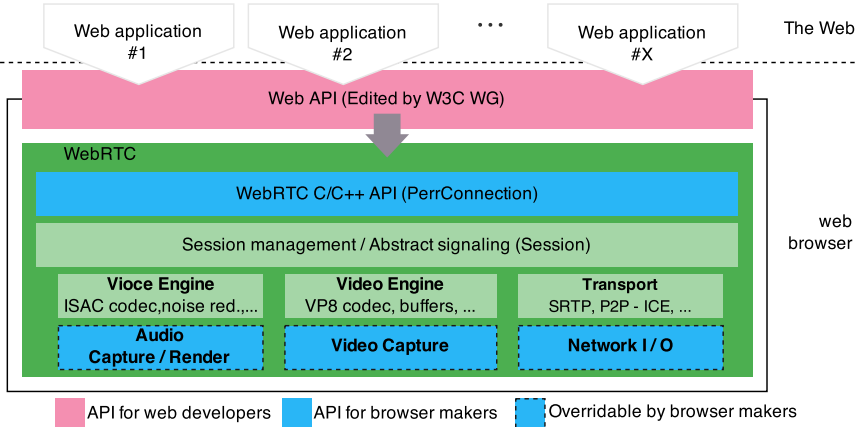 Web application
#1
Web application
#2
...
Web application
#X
The Web
Web API (Edited by W3C WG)
WebRTC
WebRTC C/C++ API (PerrConnection)
Session management / Abstract signaling (Session)
Vioce Engine
ISAC codec,noise red.,...
Video Engine
VP8 codec, buffers, ...
Transport
SRTP, P2P - ICE, ...
Audio
Capture / Render
Video Capture
Network I / O
web
browser
API for web developers
API for browser makers
Overridable by browser makers